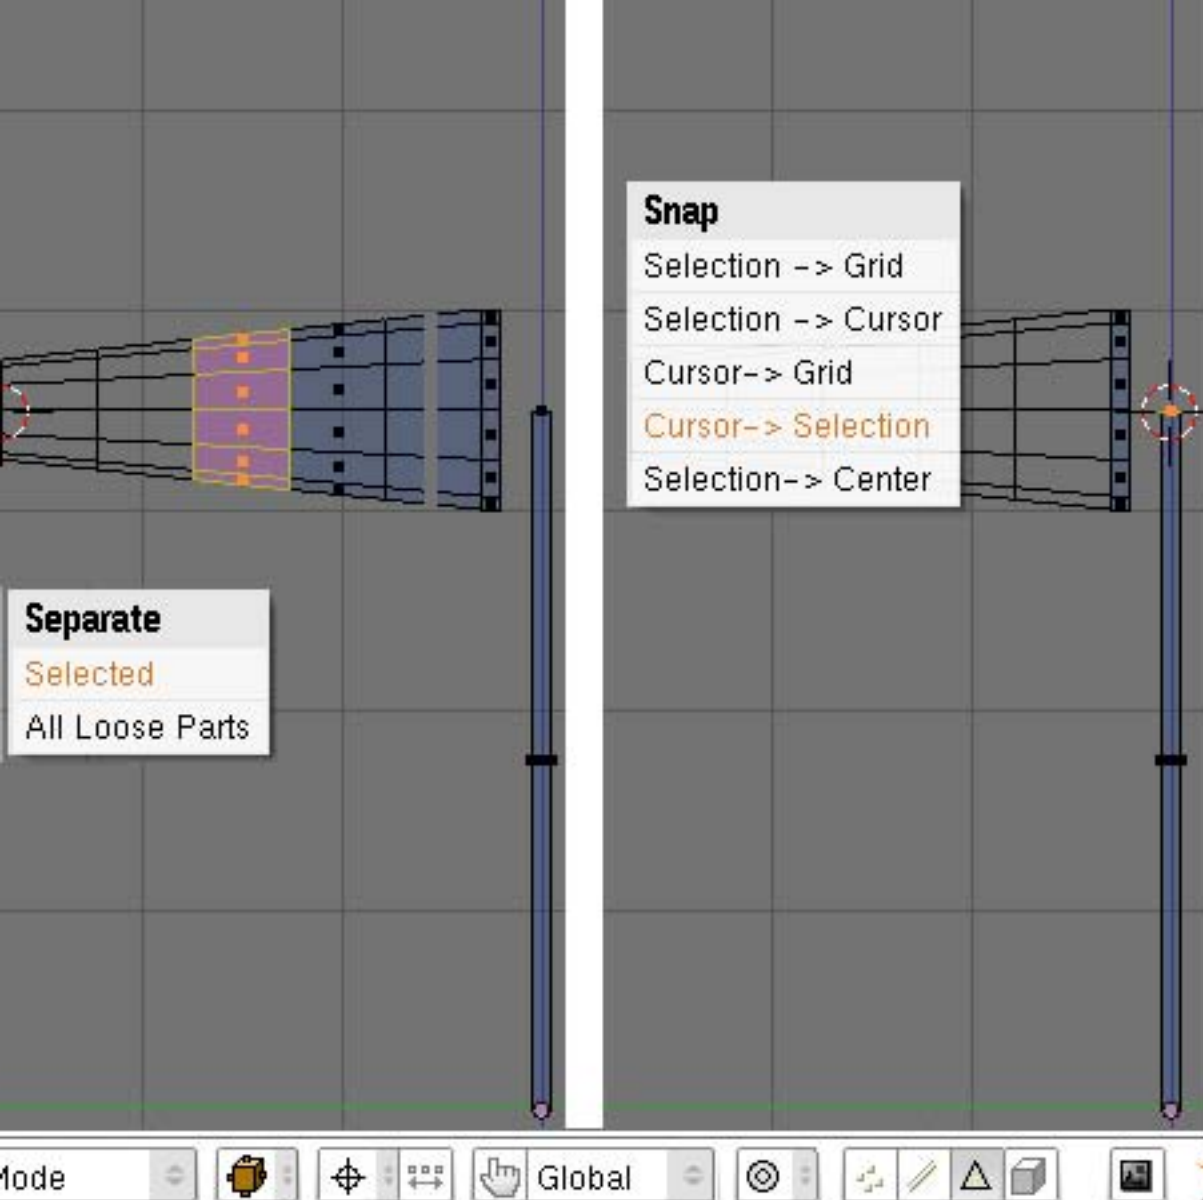 Snap
Selection -> Grid
Selection -> Cursor
Cursor-> Grid
Cursor-> Selection
Selection-> Center
Separate
Selected
All Loose Parts
Mode
Global